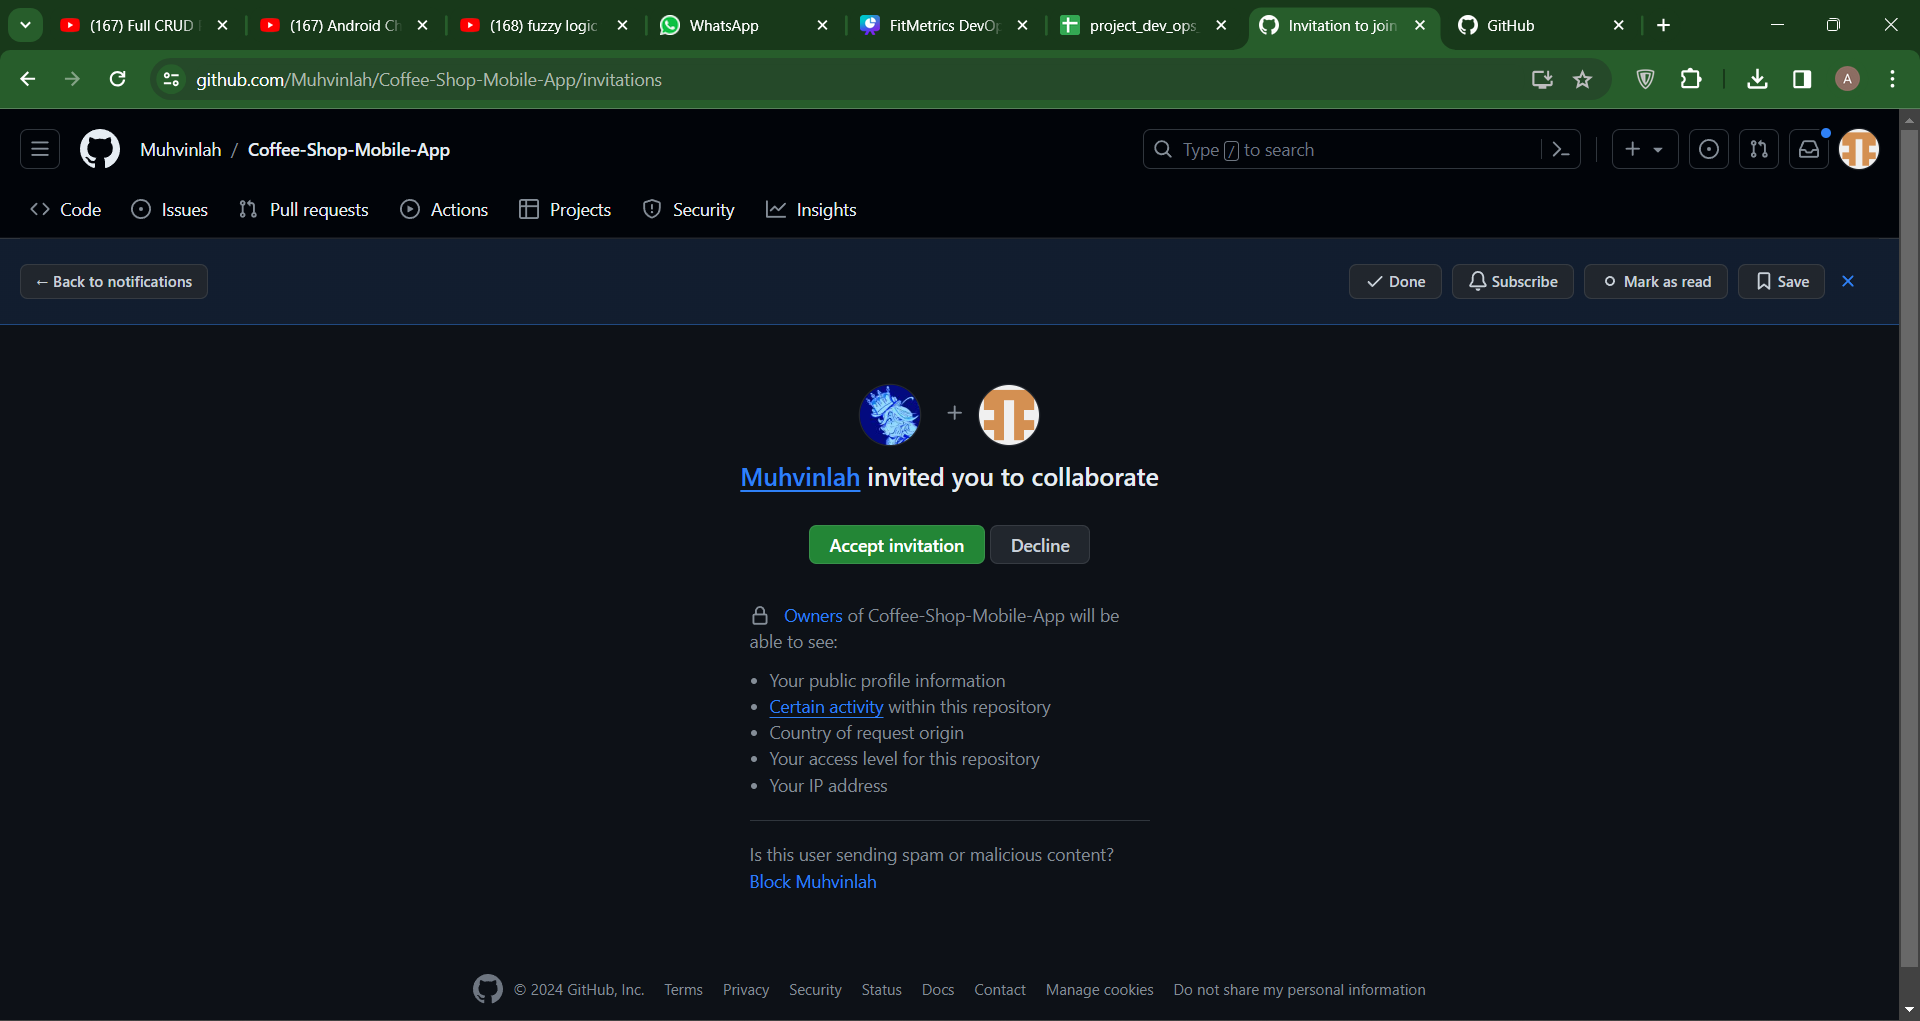 (167) Full CRUD
(167) Android Ch
(168) fuzzy logic
WhatsApp
FitMetrics DevOp
project_dev_ops_
Invitation to join
GitHub
github.com/Muhvinlah/Coffee-Shop-Mobile-App/invitations
A
Muhvinlah / Coffee-Shop-Mobile-App
Type / to search
Code
Issues
Pull requests
Actions
Projects
Security
Insights
← Back to notifications
Done
Subscribe
Mark as read
Save
Muhvinlah invited you to collaborate
Accept invitation
Decline
Owners of Coffee-Shop-Mobile-App will be
able to see:
• Your public profile information
• Certain activity within this repository
• Country of request origin
• Your access level for this repository
• Your IP address
Is this user sending spam or malicious content?
Block Muhvinlah
© 2024 GitHub, Inc.
Terms
Privacy
Security
Status
Docs
Contact
Manage cookies
Do not share my personal information